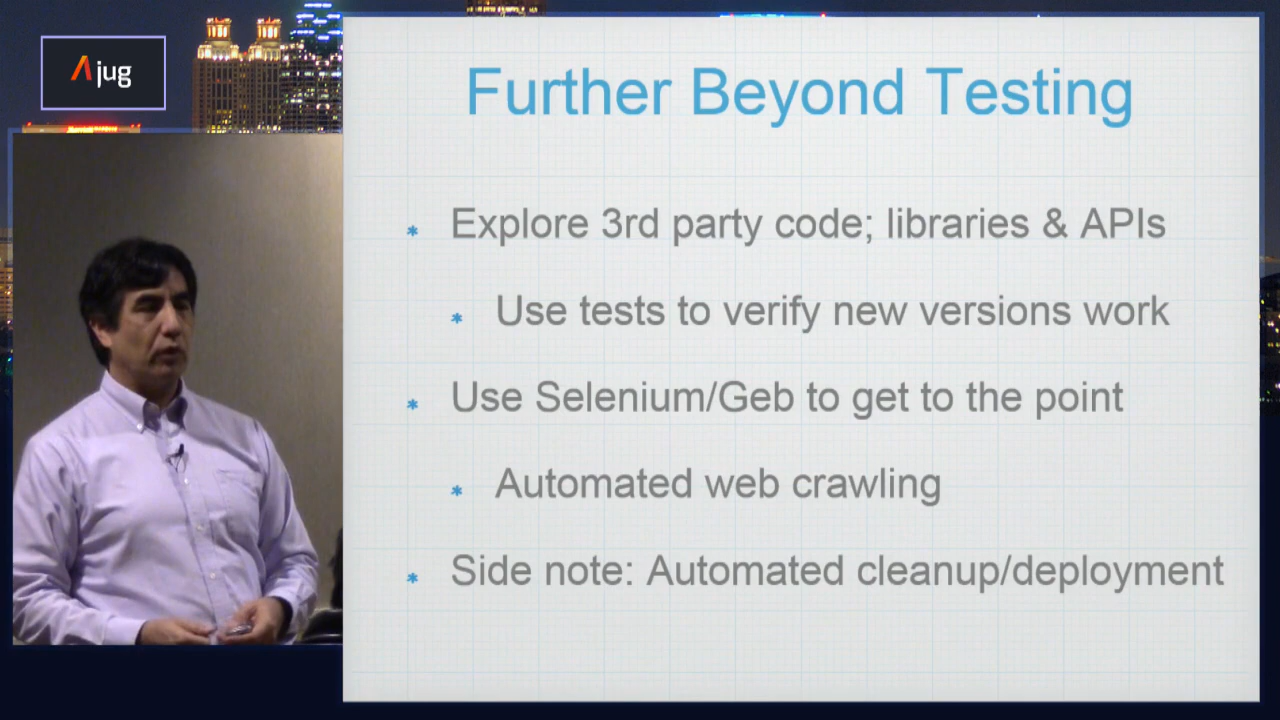 Ajug
Further Beyond Testing
* Explore 3rd party code; libraries & APIs
* Use tests to verify new versions work
* Use Selenium/Geb to get to the point
* Automated web crawling
* Side note: Automated cleanup/deployment